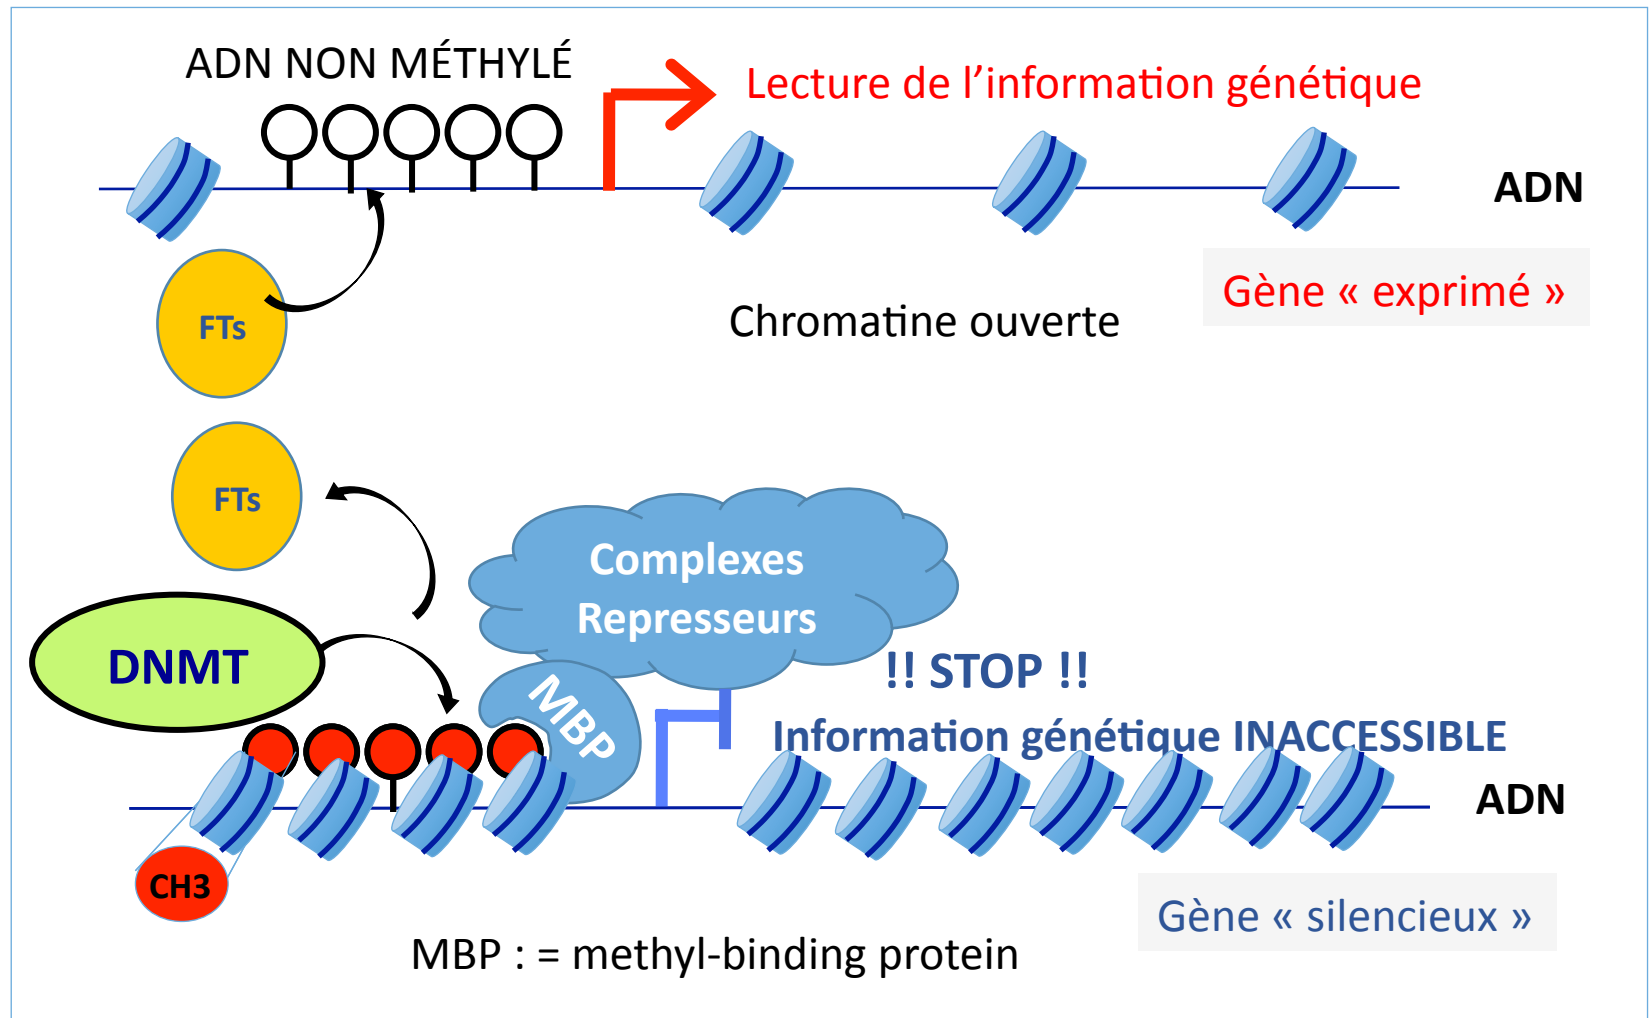 ADN NON MÉTHYLÉ
Lecture de l’information génétique
ADN
Gène « exprimé »
FTs
Chromatine ouverte
FTs
Complexes
Represseurs
DNMT
MBP
!! STOP !!
Information génétique INACCESSIBLE
ADN
CH3
Gène « silencieux »
MBP : = methyl-binding protein